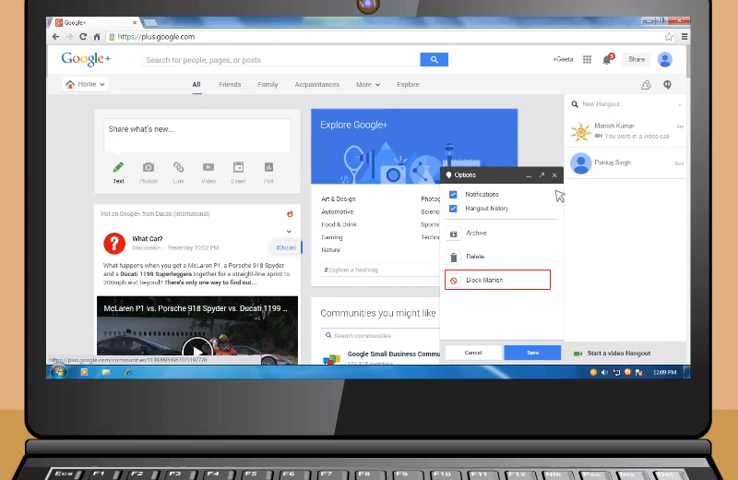 Google+
https://plus.google.com
Google+
Search for people, pages, or posts
+Geeta
Share
Home
All
Friends
Family
Acquaintances
More
Explore
Share what's new...
Text
Photos
Link
Video
Event
Poll
Hot on Google+ from Ducati (International)
What Car?
Discussion - Yesterday 10:02 PM
#Ducati
What happens when you get a McLaren P1, a Porsche 918 Spyder
and a Ducati 1199 Superleggera together for a straight-line sprint to
200mph and beyond? There's only one way to find out...
McLaren P1 vs. Porsche 918 Spyder vs. Ducati 1199 ...
Explore Google+
Art & Design
Automotive
Food & Drink
Gaming
Nature
Explore a hashtag
Communities you might like
Search communities
Google Small Business Commu
Options
Notifications
Hangout history
Archive
Delete
Block Manish
Cancel
Save
New Hangout
Manish Kumar
You were in a video call
Pankaj Singh
Start a video Hangout
12:09 PM
Esc
F1
F2
F3
F4
F5
F6
F7
F8
F9
F10
F11
F12